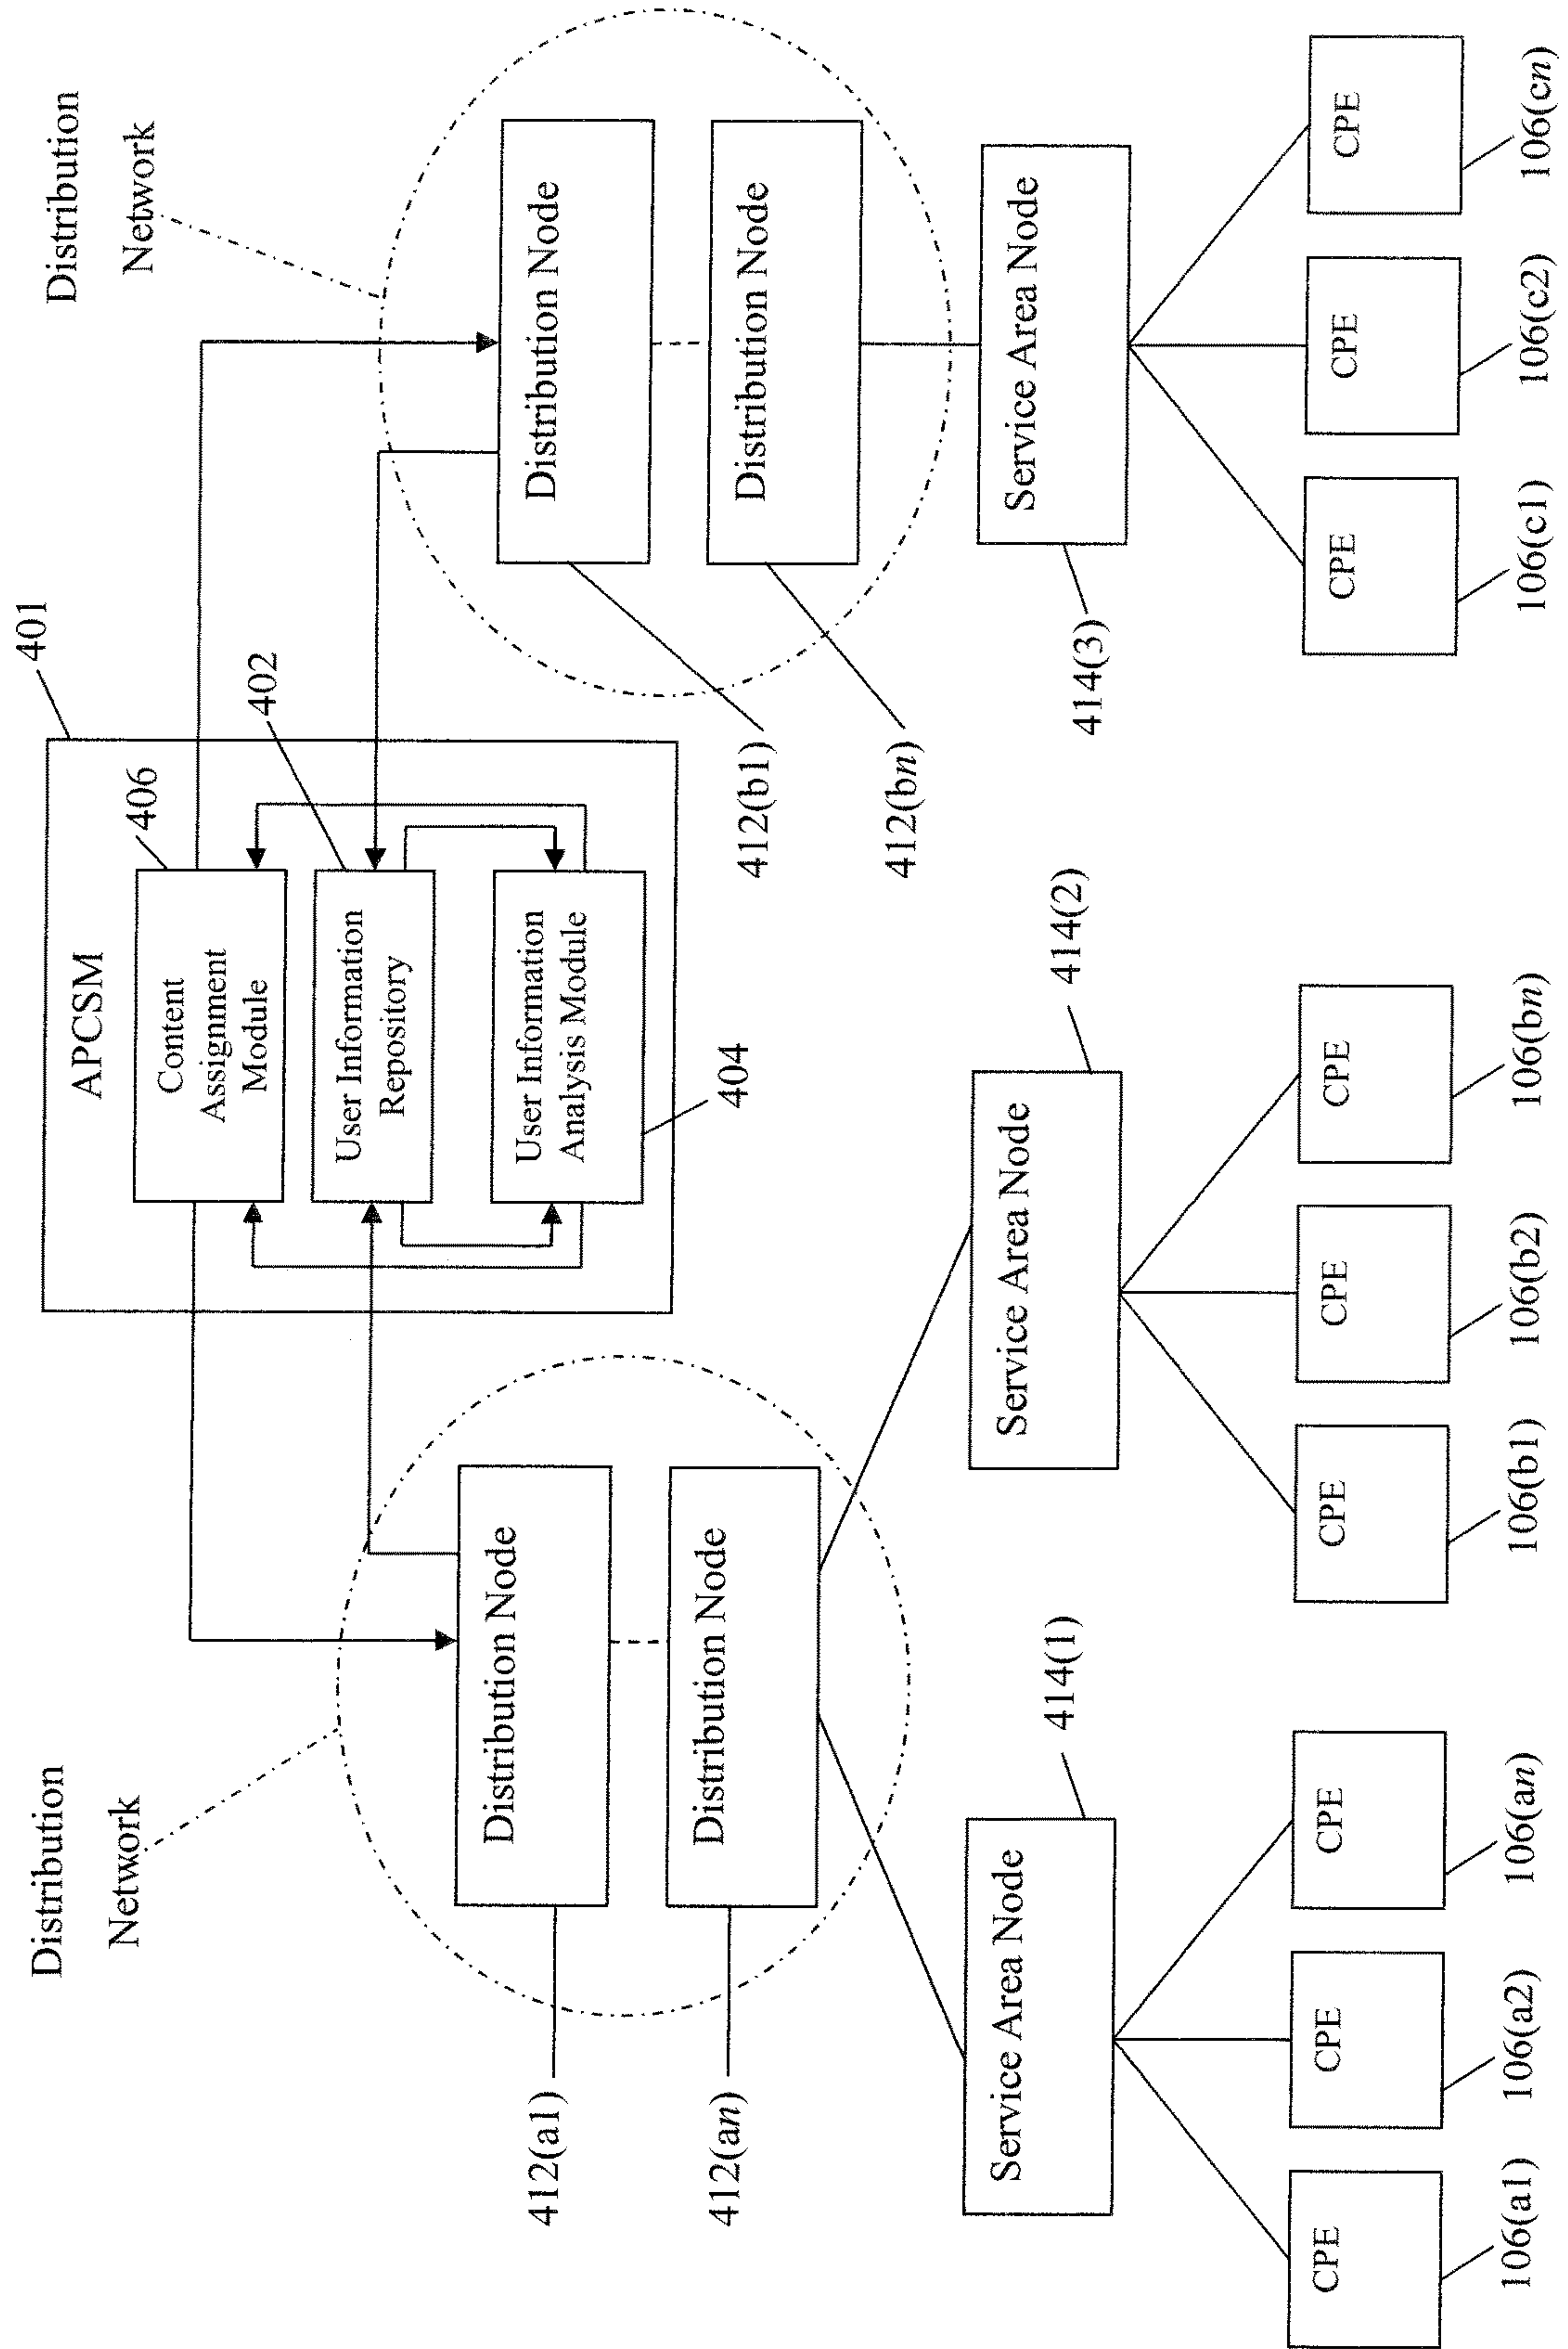 401
APCSM
406
Content
Assignment
Module
402
User Information
Repository
User Information
Analysis Module
404
Distribution
Network
Distribution Node
Distribution Node
412(a1)
412(an)
Distribution
Network
Distribution Node
Distribution Node
412(b1)
412(bn)
Service Area Node
414(1)
Service Area Node
414(2)
Service Area Node
414(3)
CPE
CPE
CPE
CPE
CPE
CPE
CPE
CPE
CPE
106(a1)
106(a2)
106(an)
106(b1)
106(b2)
106(bn)
106(c1)
106(c2)
106(cn)